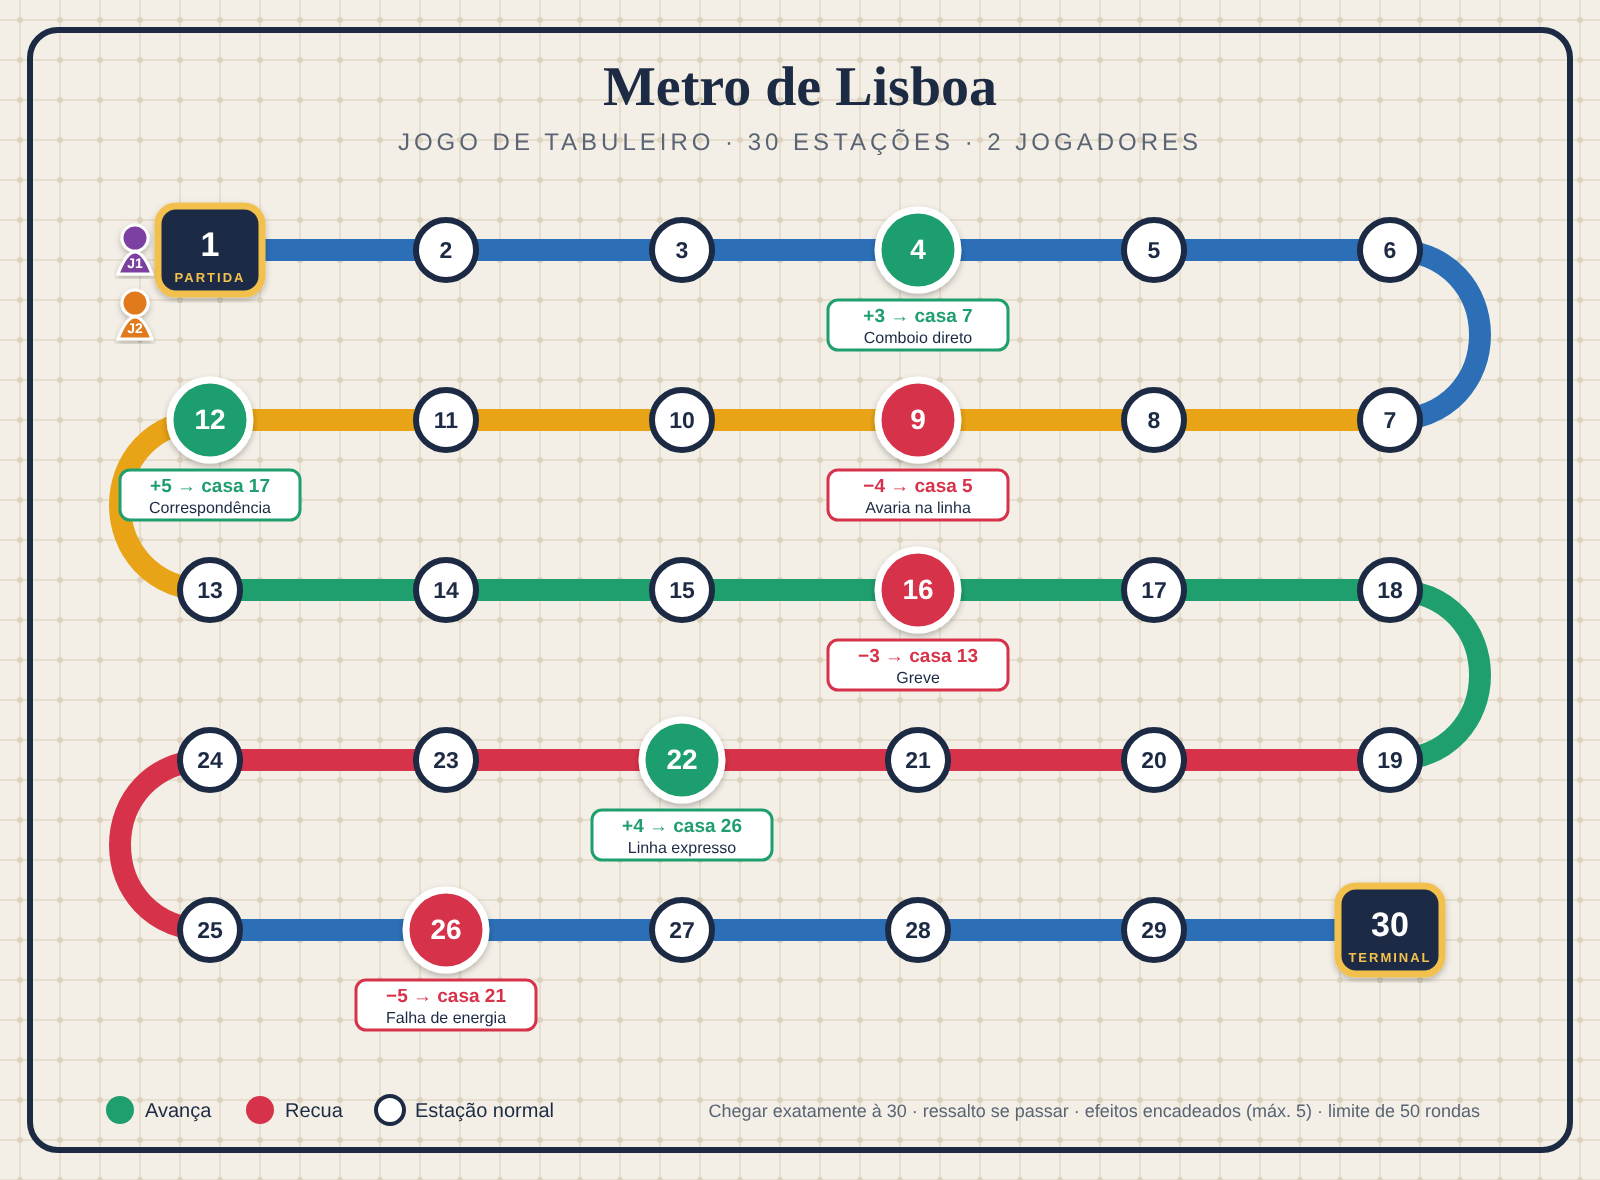 Metro de Lisboa
JOGO DE TABULEIRO · 30 ESTAÇÕES · 2 JOGADORES
J1
1
PARTIDA
2
3
4
5
6
J2
+3 → casa 7
Comboio direto
12
11
10
9
8
7
+5 → casa 17
Correspondência
−4 → casa 5
Avaria na linha
13
14
15
16
17
18
−3 → casa 13
Greve
24
23
22
21
20
19
+4 → casa 26
Linha expresso
25
26
27
28
29
30
TERMINAL
−5 → casa 21
Falha de energia
Avança
Recua
Estação normal
Chegar exatamente à 30 · ressalto se passar · efeitos encadeados (máx. 5) · limite de 50 rondas